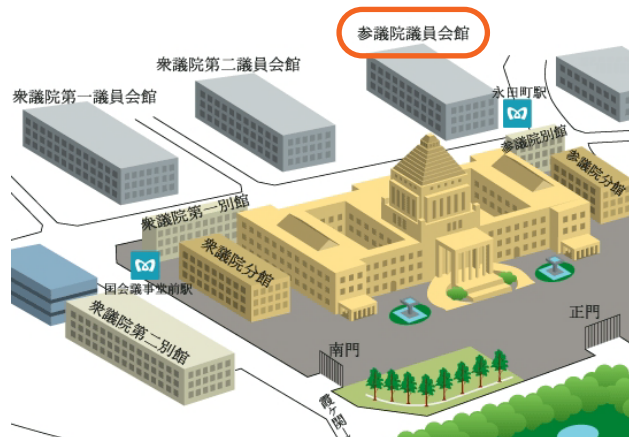 参議院議員会館
衆議院第二議員会館
衆議院第一議員会館
永田町駅
参議院別館
参議院分館
衆議院第一別館
衆議院分館
国会議事堂前駅
衆議院第二別館
正門
南門
霞ヶ関